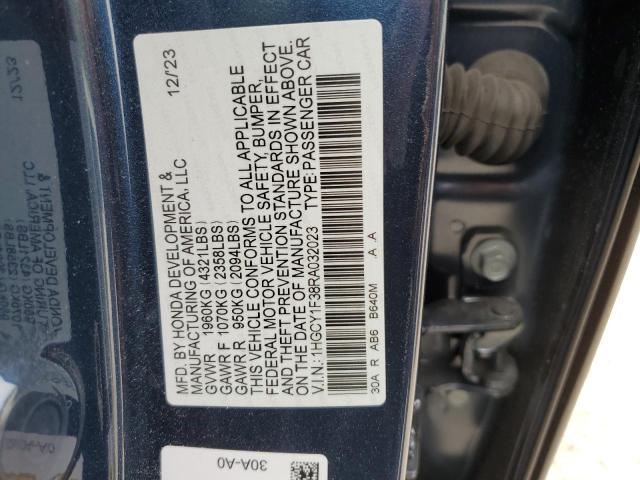 MFD. BY HONDA DEVELOPMENT & 12/23
MANUFACTURING OF AMERICA, LLC
GVWR 1960KG (4321LBS)
GAWR F 1070KG (2358LBS)
GAWR R 950KG (2094LBS)
THIS VEHICLE CONFORMS TO ALL APPLICABLE
FEDERAL MOTOR VEHICLE SAFETY, BUMPER,
AND THEFT PREVENTION STANDARDS IN EFFECT
ON THE DATE OF MANUFACTURE SHOWN ABOVE.
V.I.N.: 1HGCY1F38RA032023 TYPE: PASSENGER CAR
30A R AB6 B640M A A
30A-A0